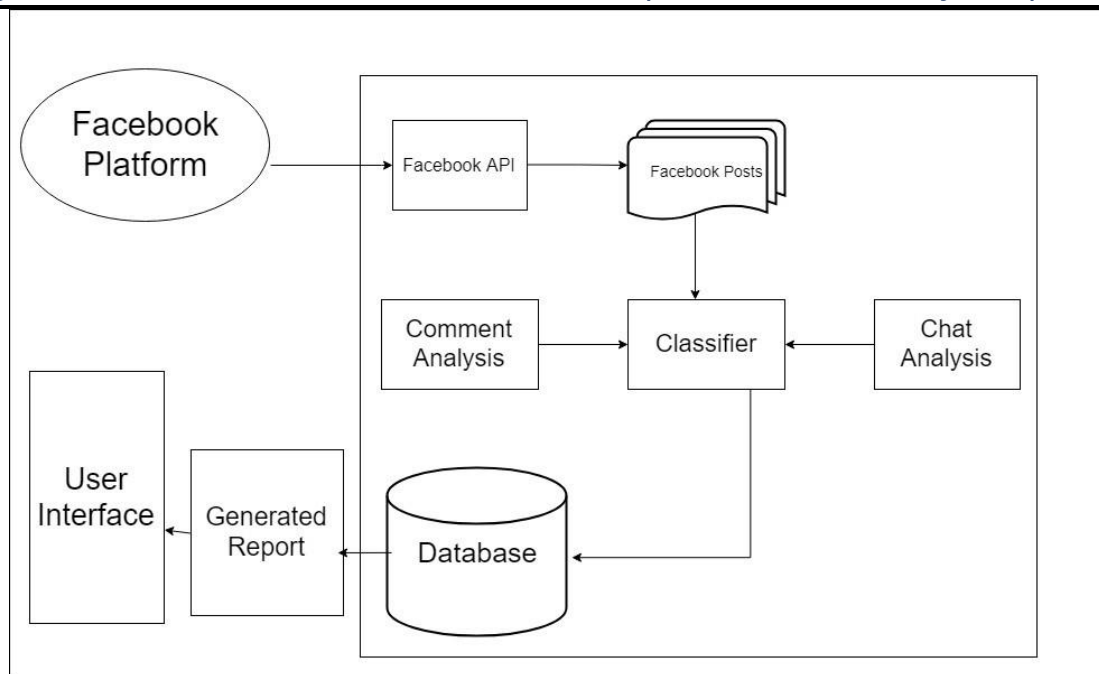 Facebook
Platform
Facebook API
Facebook Posts
Comment
Analysis
Classifier
Chat
Analysis
User
Interface
Generated
Report
Database